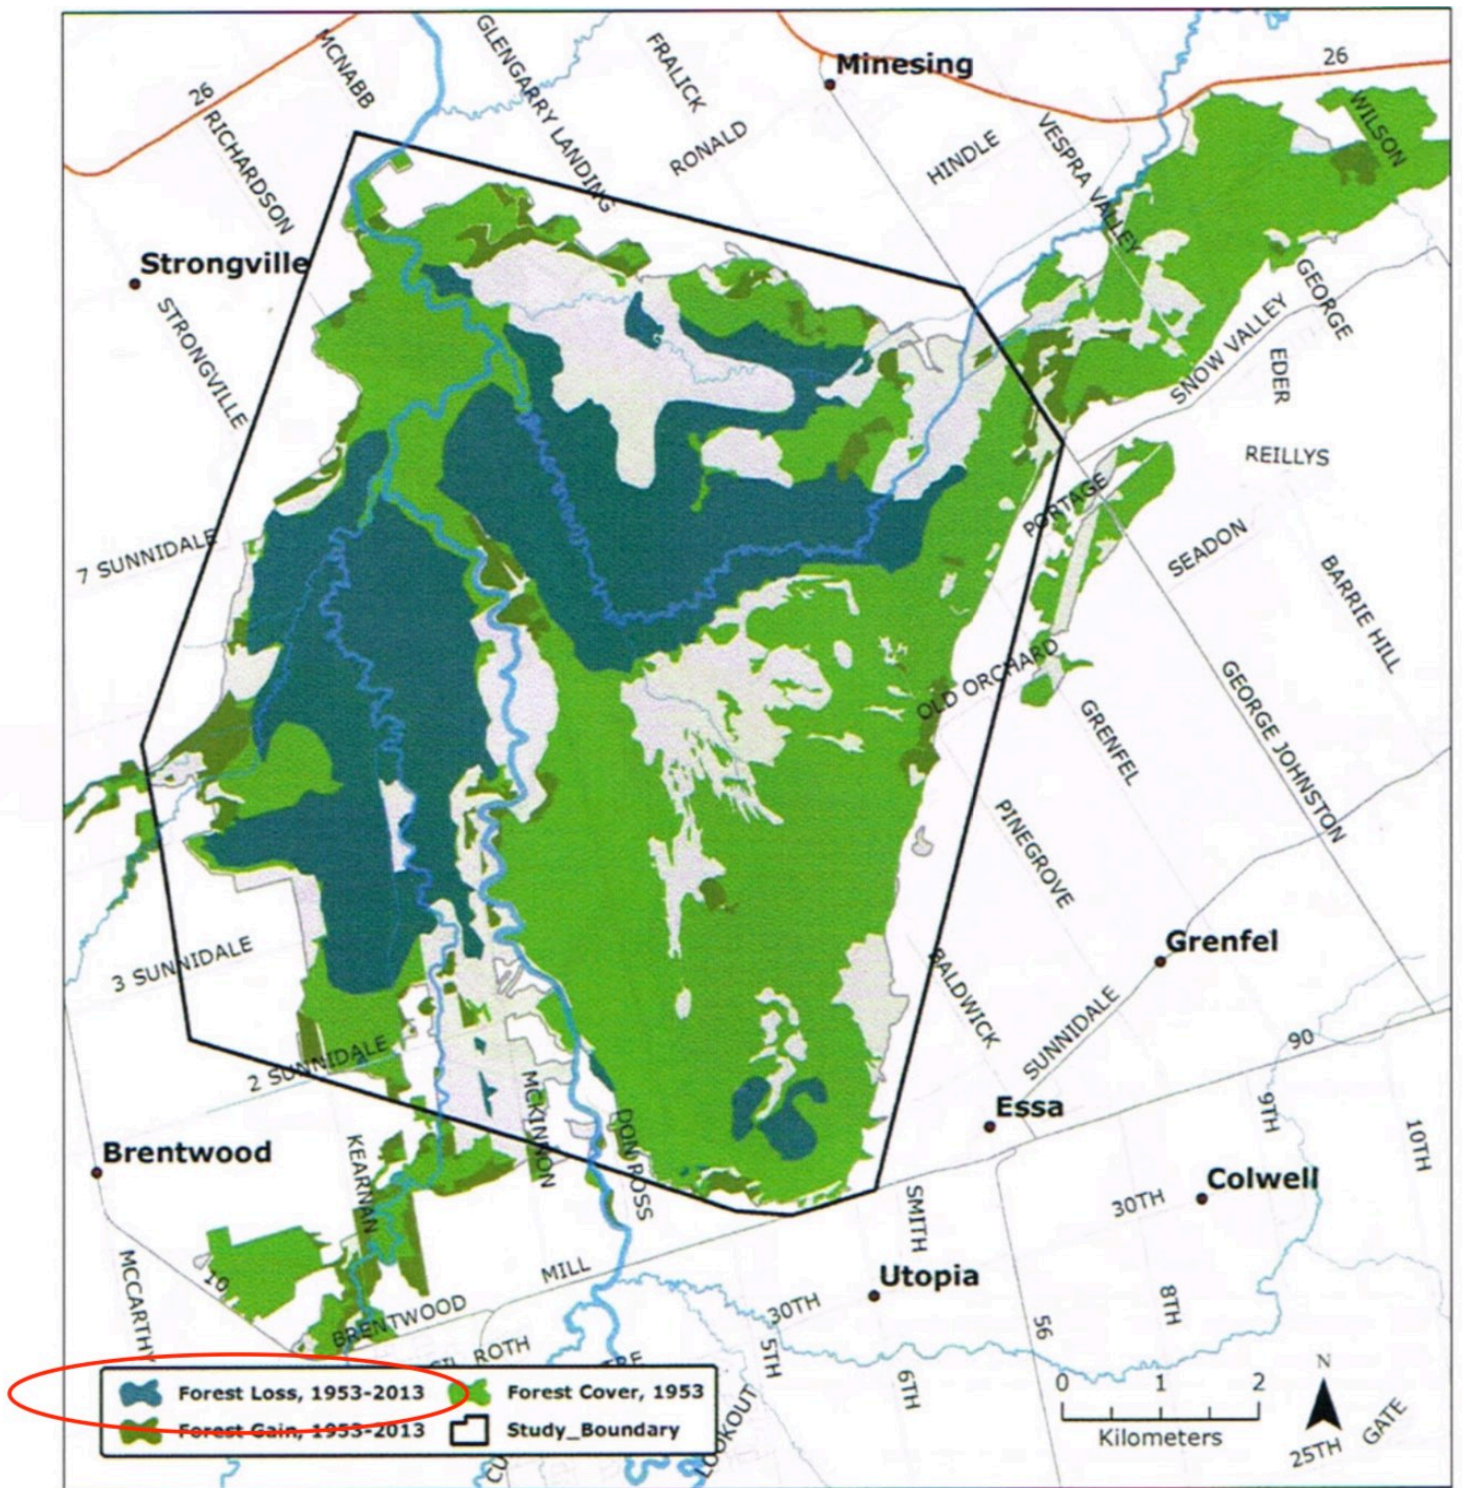 MCNABB
GLENGARRY LANDING
FRALICK
Minesing
26
26
RICHARDSON
RONALD
HINDLE
VESPRA VALLEY
WILSON
Strongville
STRONGVILLE
GEORGE
SNOW VALLEY
EDER
REILLYS
PORTAGE
7 SUNNIDALE
SEADON
BARRIE HILL
OLD ORCHARD
GRENFEL
GEORGE JOHNSTON
PINEGROVE
3 SUNNIDALE
BALDWICK
Grenfel
SUNNIDALE
2 SUNNIDALE
90
MCKINNON
DON ROSS
Essa
9TH
10TH
Brentwood
KEARNAN
Colwell
30TH
SMITH
MCCARTHY
10
MILL
Utopia
BRENTWOOD
30TH
8TH
56
5TH
ROTH
6TH
LOOKOUT
Forest Loss, 1953-2013
Forest Cover, 1953
Forest Gain, 1953-2013
Study_Boundary
0 1 2
Kilometers
N
25TH
GATE